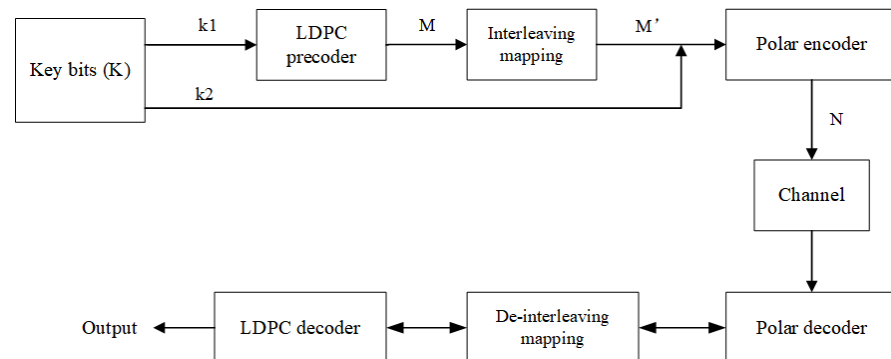 k1
LDPC
precoder
M
Interleaving
mapping
M’
Polar encoder
Key bits (K)
k2
N
Channel
Output
LDPC decoder
De-interleaving
mapping
Polar decoder